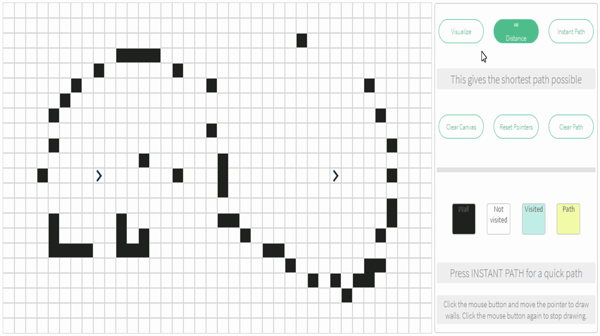 Visualize
∞
Distance
Instant Path
This gives the shortest path possible
Clear Canvas
Reset Pointers
Clear Path
Wall
Not
visited
Visited
Path
Press INSTANT PATH for a quick path
Click the mouse button and move the pointer to draw
walls. Click the mouse button again to stop drawing.